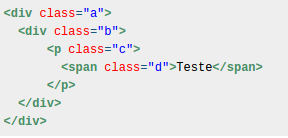 <div class="a">
  <div class="b">
      <p class="c">
        <span class="d">Teste</span>
      </p>
  </div>
</div>